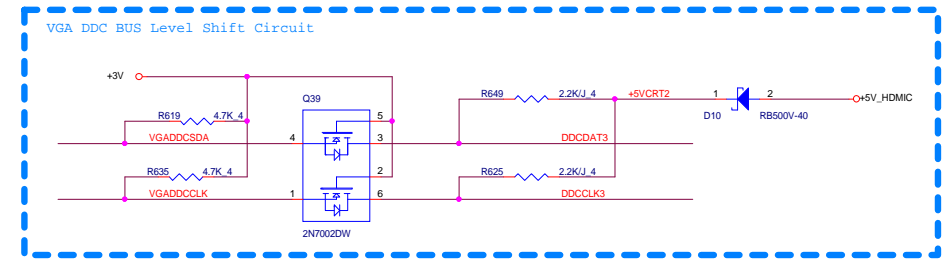 VGA DDC BUS Level Shift Circuit
+3V
Q39
R649 2.2K/J_4 +5VCRT2 1 2 +5V_HDMIC
R619 4.7K_4 5 D10 RB500V-40
VGADDCSDA 4 3 DDCDAT3
R635 4.7K_4 2 R625 2.2K/J_4
VGADDCCLK 1 6 DDCCLK3
2N7002DW